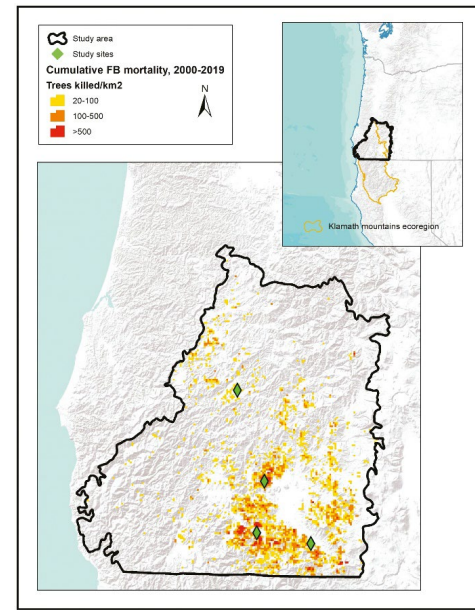 Study area
Study sites
Cumulative FB mortality, 2000-2019
Trees killed/km2
20-100
100-500
>500
N
Klamath mountains ecoregion